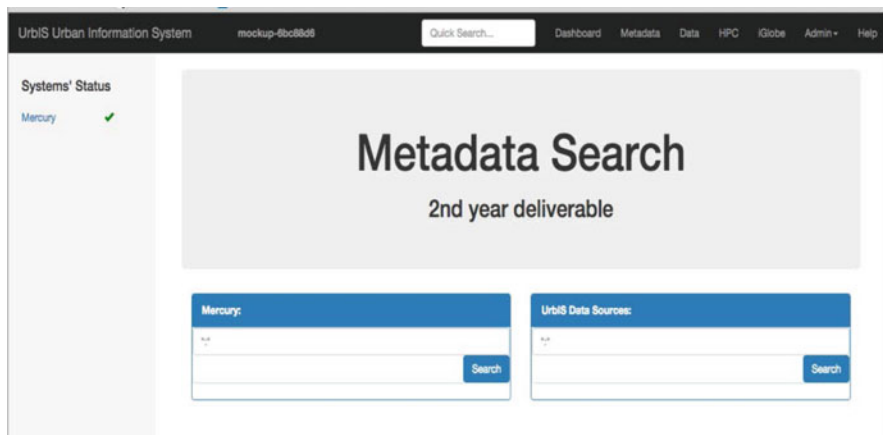 UrbIS Urban Information System mockup-6bc88d6 Quick Search... Dashboard Metadata Data HPC iGlobe Admin Help
Systems' Status
Mercury
Metadata Search
2nd year deliverable
Mercury: UrbIS Data Sources:
Search Search